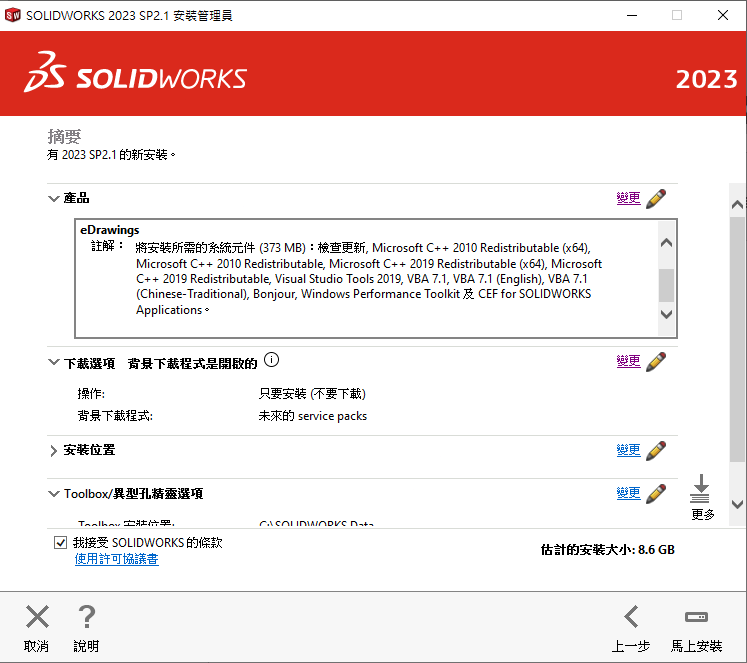 SOLIDWORKS 2023 SP2.1 安裝管理員
SOLIDWORKS
2023
摘要
有 2023 SP2.1 的新安裝。
產品
變更
eDrawings
註解： 將安裝所需的系統元件 (373 MB)：檢查更新, Microsoft C++ 2010 Redistributable (x64),
Microsoft C++ 2010 Redistributable, Microsoft C++ 2019 Redistributable (x64), Microsoft
C++ 2019 Redistributable, Visual Studio Tools 2019, VBA 7.1, VBA 7.1 (English), VBA 7.1
(Chinese-Traditional), Bonjour, Windows Performance Toolkit 及 CEF for SOLIDWORKS
Applications。
下載選項 背景下載程式是開啟的
變更
操作: 只要安裝 (不要下載)
背景下載程式: 未來的 service packs
安裝位置
變更
Toolbox/異型孔精靈選項
變更
更多
Toolbox 安裝位置: C:\SOLIDWORKS Data
我接受 SOLIDWORKS 的條款
使用許可協議書
估計的安裝大小: 8.6 GB
取消
說明
上一步
馬上安裝